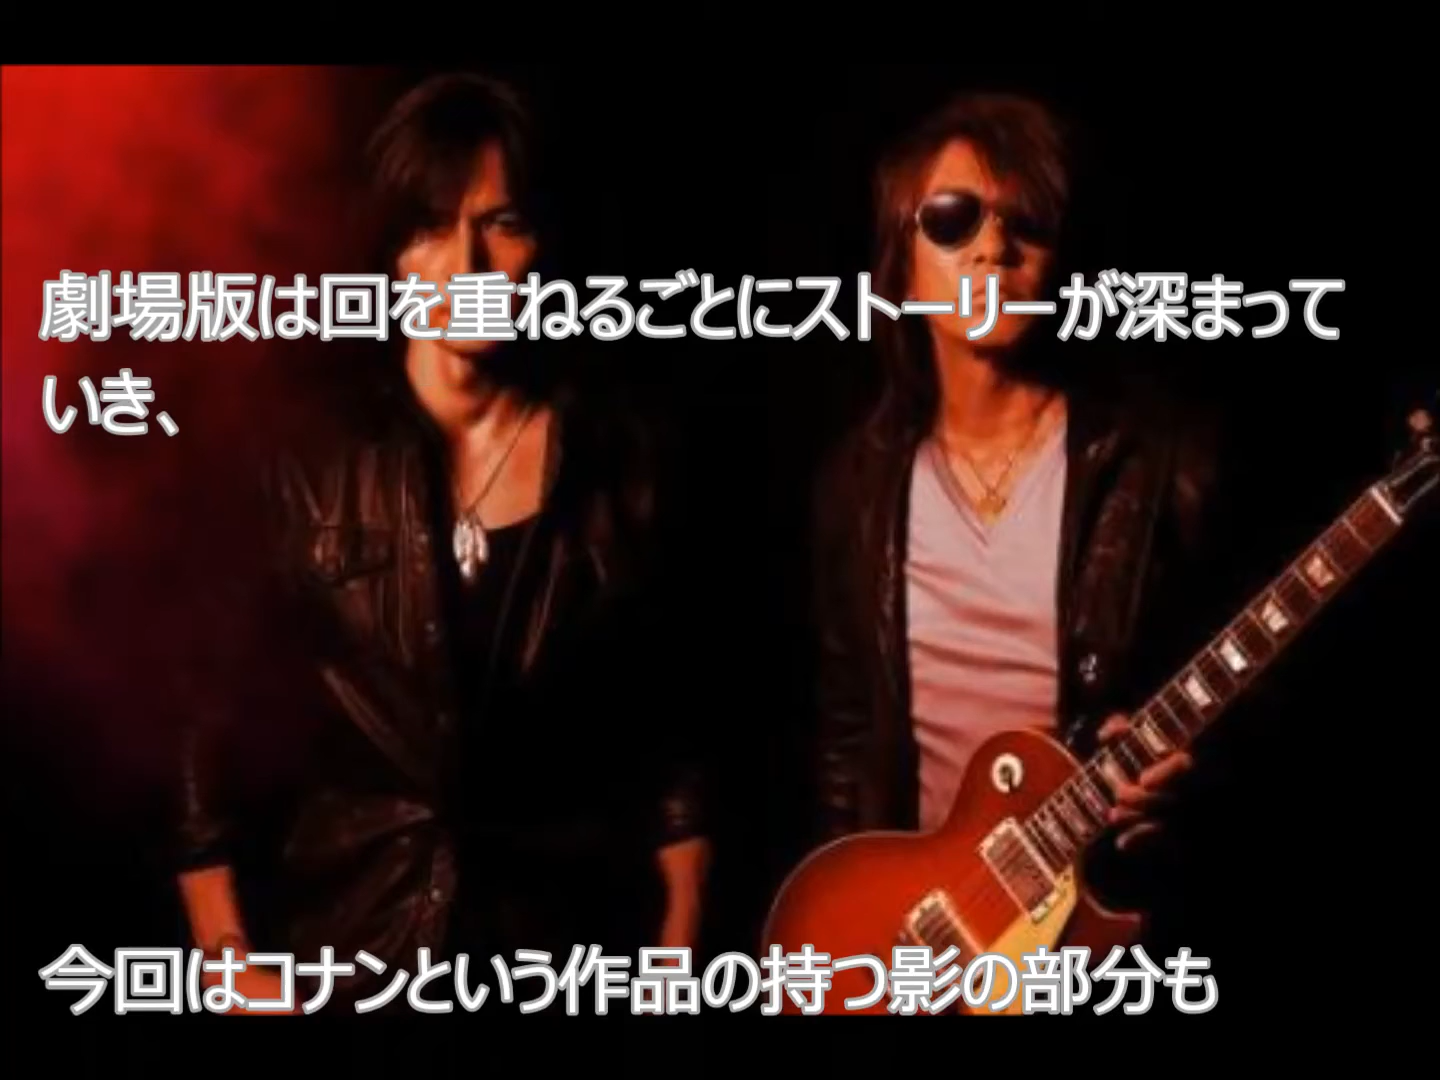 劇場版は回を重ねるごとにストーリーが深まって
いき、
今回はコナンという作品の持つ影の部分も